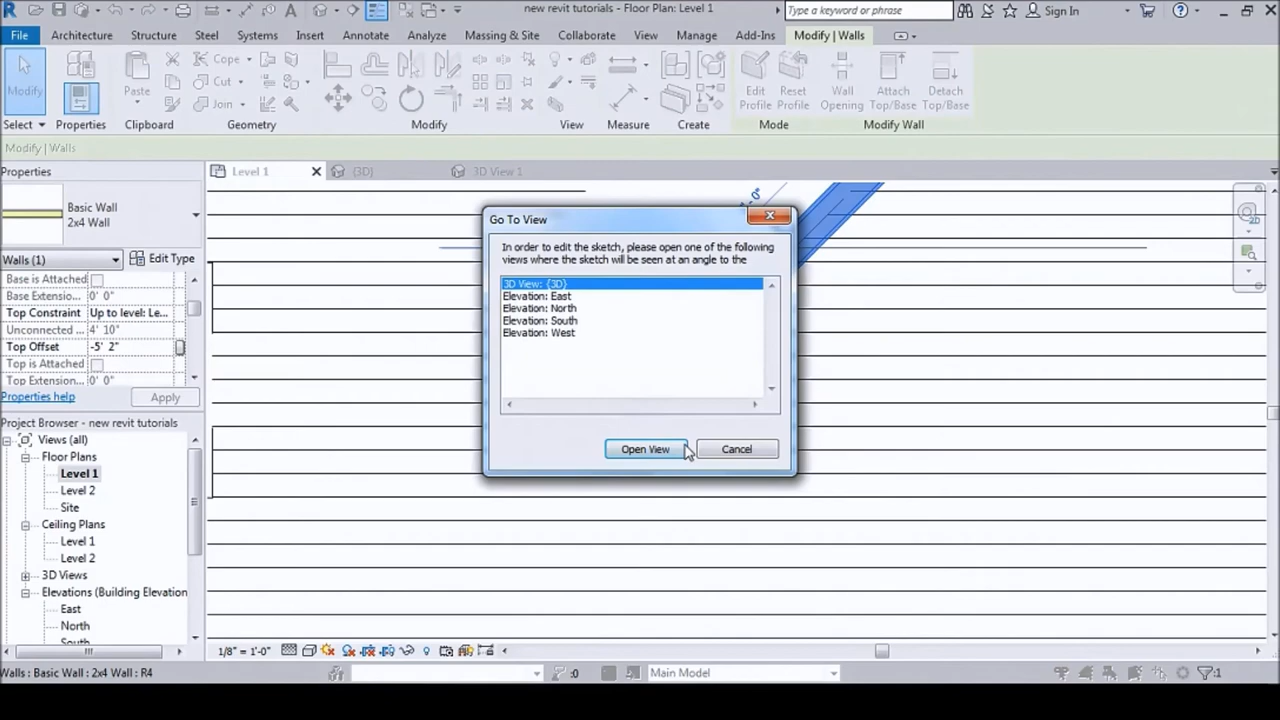 new revit tutorials - Floor Plan: Level 1
Type a keyword or phrase
Sign In
File
Architecture
Structure
Steel
Systems
Insert
Annotate
Analyze
Massing & Site
Collaborate
View
Manage
Add-Ins
Modify | Walls
Modify
Paste
Cope
Cut
Join
Edit
Profile
Reset
Profile
Wall
Opening
Attach
Top/Base
Detach
Top/Base
Select
Properties
Clipboard
Geometry
Modify
View
Measure
Create
Mode
Modify Wall
Modify | Walls
Level 1
{3D}
3D View 1
Properties
Basic Wall
2x4 Wall
Walls (1)
Edit Type
Base is Attached
Base Extensio... 0' 0"
Top Constraint Up to level: Le...
Unconnected ... 4' 10"
Top Offset -5' 2"
Top is Attached
Top Extension... 0' 0"
Properties help
Apply
Project Browser - new revit tutorials
Views (all)
Floor Plans
Level 1
Level 2
Site
Ceiling Plans
Level 1
Level 2
3D Views
Elevations (Building Elevation
East
North
South
Go To View
In order to edit the sketch, please open one of the following
views where the sketch will be seen at an angle to the
3D View: {3D}
Elevation: East
Elevation: North
Elevation: South
Elevation: West
Open View
Cancel
1/8" = 1'-0"
Walls : Basic Wall : 2x4 Wall : R4
:0
Main Model
:1